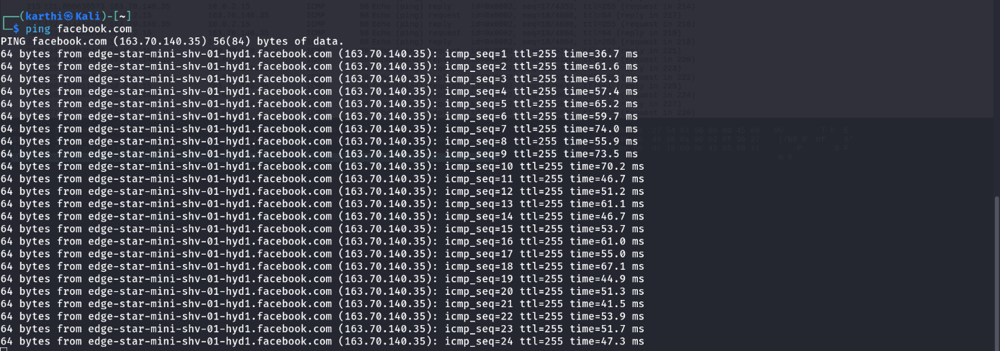 ┌──(karthi㉿Kali)-[~]
└─$ ping facebook.com
PING facebook.com (163.70.140.35) 56(84) bytes of data.
64 bytes from edge-star-mini-shv-01-hyd1.facebook.com (163.70.140.35): icmp_seq=1 ttl=255 time=36.7 ms
64 bytes from edge-star-mini-shv-01-hyd1.facebook.com (163.70.140.35): icmp_seq=2 ttl=255 time=61.6 ms
64 bytes from edge-star-mini-shv-01-hyd1.facebook.com (163.70.140.35): icmp_seq=3 ttl=255 time=65.3 ms
64 bytes from edge-star-mini-shv-01-hyd1.facebook.com (163.70.140.35): icmp_seq=4 ttl=255 time=57.4 ms
64 bytes from edge-star-mini-shv-01-hyd1.facebook.com (163.70.140.35): icmp_seq=5 ttl=255 time=65.2 ms
64 bytes from edge-star-mini-shv-01-hyd1.facebook.com (163.70.140.35): icmp_seq=6 ttl=255 time=59.7 ms
64 bytes from edge-star-mini-shv-01-hyd1.facebook.com (163.70.140.35): icmp_seq=7 ttl=255 time=74.0 ms
64 bytes from edge-star-mini-shv-01-hyd1.facebook.com (163.70.140.35): icmp_seq=8 ttl=255 time=55.9 ms
64 bytes from edge-star-mini-shv-01-hyd1.facebook.com (163.70.140.35): icmp_seq=9 ttl=255 time=73.5 ms
64 bytes from edge-star-mini-shv-01-hyd1.facebook.com (163.70.140.35): icmp_seq=10 ttl=255 time=70.2 ms
64 bytes from edge-star-mini-shv-01-hyd1.facebook.com (163.70.140.35): icmp_seq=11 ttl=255 time=46.7 ms
64 bytes from edge-star-mini-shv-01-hyd1.facebook.com (163.70.140.35): icmp_seq=12 ttl=255 time=51.2 ms
64 bytes from edge-star-mini-shv-01-hyd1.facebook.com (163.70.140.35): icmp_seq=13 ttl=255 time=61.1 ms
64 bytes from edge-star-mini-shv-01-hyd1.facebook.com (163.70.140.35): icmp_seq=14 ttl=255 time=46.7 ms
64 bytes from edge-star-mini-shv-01-hyd1.facebook.com (163.70.140.35): icmp_seq=15 ttl=255 time=53.7 ms
64 bytes from edge-star-mini-shv-01-hyd1.facebook.com (163.70.140.35): icmp_seq=16 ttl=255 time=61.0 ms
64 bytes from edge-star-mini-shv-01-hyd1.facebook.com (163.70.140.35): icmp_seq=17 ttl=255 time=55.0 ms
64 bytes from edge-star-mini-shv-01-hyd1.facebook.com (163.70.140.35): icmp_seq=18 ttl=255 time=67.1 ms
64 bytes from edge-star-mini-shv-01-hyd1.facebook.com (163.70.140.35): icmp_seq=19 ttl=255 time=44.9 ms
64 bytes from edge-star-mini-shv-01-hyd1.facebook.com (163.70.140.35): icmp_seq=20 ttl=255 time=51.3 ms
64 bytes from edge-star-mini-shv-01-hyd1.facebook.com (163.70.140.35): icmp_seq=21 ttl=255 time=41.5 ms
64 bytes from edge-star-mini-shv-01-hyd1.facebook.com (163.70.140.35): icmp_seq=22 ttl=255 time=53.9 ms
64 bytes from edge-star-mini-shv-01-hyd1.facebook.com (163.70.140.35): icmp_seq=23 ttl=255 time=51.7 ms
64 bytes from edge-star-mini-shv-01-hyd1.facebook.com (163.70.140.35): icmp_seq=24 ttl=255 time=47.3 ms